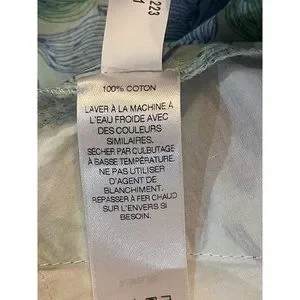 223
100% COTON
LAVER À LA MACHINE À
L'EAU FROIDE AVEC
DES COULEURS
SIMILAIRES.
SÉCHER PAR CULBUTAGE
À BASSE TEMPÉRATURE.
NE PAS UTILISER
D'AGENT DE
BLANCHIMENT.
REPASSER À FER CHAUD
SUR L'ENVERS SI
BESOIN.